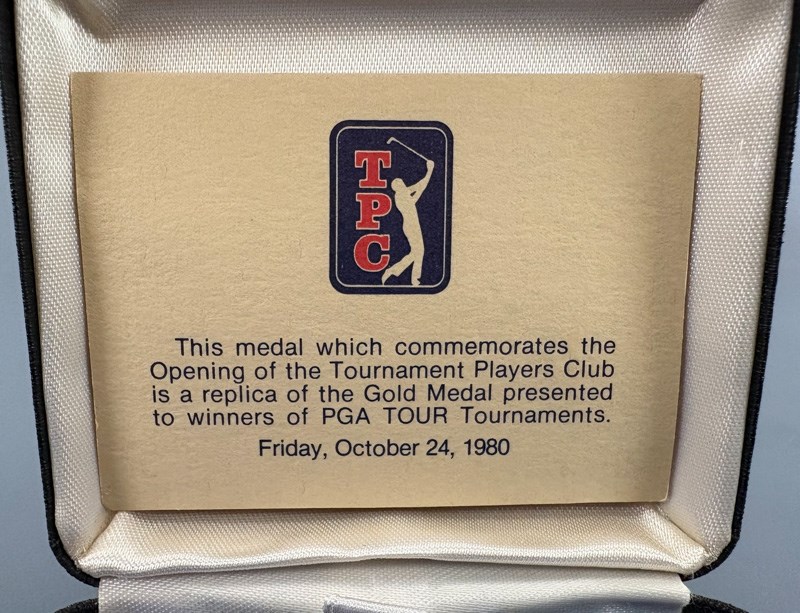 T
P
C
This medal which commemorates the
Opening of the Tournament Players Club
is a replica of the Gold Medal presented
to winners of PGA TOUR Tournaments.
Friday, October 24, 1980